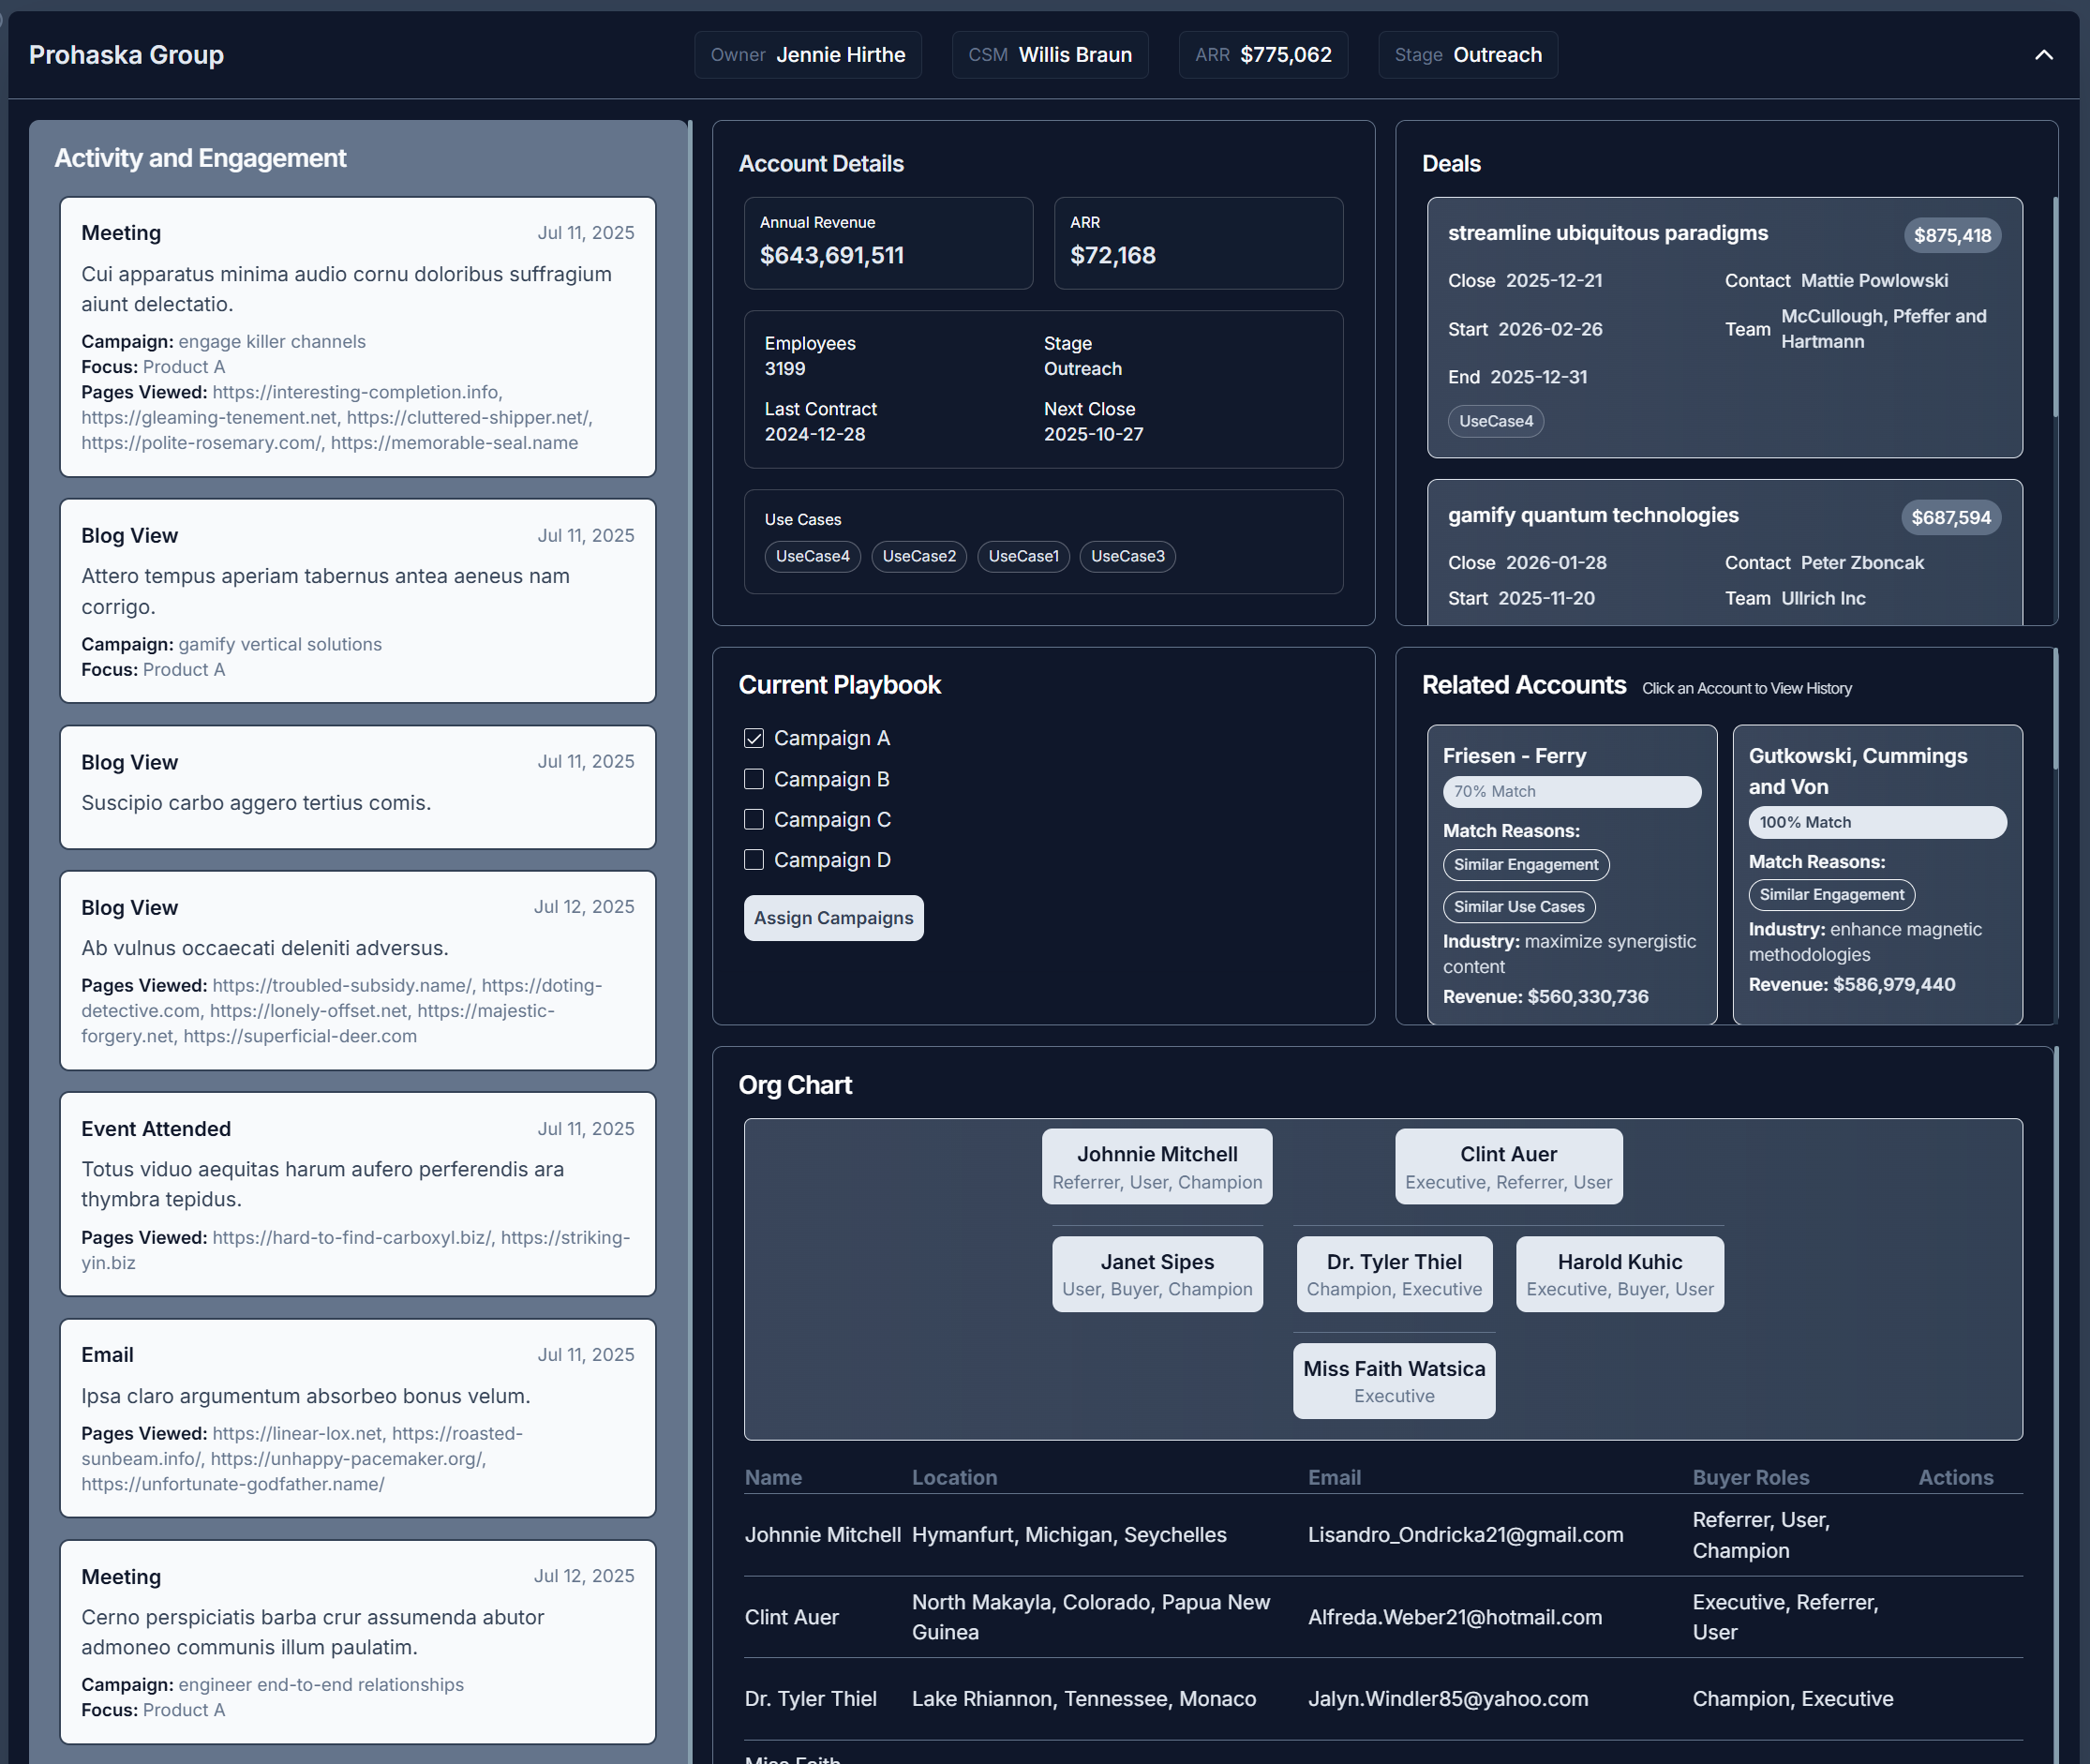 Prohaska Group
Owner Jennie Hirthe
CSM Willis Braun
ARR $775,062
Stage Outreach
Activity and Engagement
Meeting
Jul 11, 2025
Cui apparatus minima audio cornu doloribus suffragium
aiunt delectatio.
Campaign: engage killer channels
Focus: Product A
Pages Viewed: https://interesting-completion.info,
https://gleaming-tenement.net, https://cluttered-shipper.net/,
https://polite-rosemary.com/, https://memorable-seal.name
Blog View
Jul 11, 2025
Attero tempus aperiam tabernus antea aeneus nam
corrigo.
Campaign: gamify vertical solutions
Focus: Product A
Blog View
Jul 11, 2025
Suscipio carbo aggero tertius comis.
Blog View
Jul 12, 2025
Ab vulnus occaecati deleniti adversus.
Pages Viewed: https://troubled-subsidy.name/, https://doting-
detective.com, https://lonely-offset.net, https://majestic-
forgery.net, https://superficial-deer.com
Event Attended
Jul 11, 2025
Totus viduo aequitas harum aufero perferendis ara
thymbra tepidus.
Pages Viewed: https://hard-to-find-carboxyl.biz/, https://striking-
yin.biz
Email
Jul 11, 2025
Ipsa claro argumentum absorbeo bonus velum.
Pages Viewed: https://linear-lox.net, https://roasted-
sunbeam.info/, https://unhappy-pacemaker.org/,
https://unfortunate-godfather.name/
Meeting
Jul 12, 2025
Cerno perspiciatis barba crur assumenda abutor
admoneo communis illum paulatim.
Campaign: engineer end-to-end relationships
Focus: Product A
Account Details
Annual Revenue
$643,691,511
ARR
$72,168
Employees
3199
Stage
Outreach
Last Contract
2024-12-28
Next Close
2025-10-27
Use Cases
UseCase4
UseCase2
UseCase1
UseCase3
Deals
streamline ubiquitous paradigms
$875,418
Close 2025-12-21
Contact Mattie Powlowski
Start 2026-02-26
Team McCullough, Pfeffer and
Hartmann
End 2025-12-31
UseCase4
gamify quantum technologies
$687,594
Close 2026-01-28
Contact Peter Zboncak
Start 2025-11-20
Team Ullrich Inc
Current Playbook
Campaign A
Campaign B
Campaign C
Campaign D
Assign Campaigns
Related Accounts Click an Account to View History
Friesen - Ferry
70% Match
Match Reasons:
Similar Engagement
Similar Use Cases
Industry: maximize synergistic
content
Revenue: $560,330,736
Gutkowski, Cummings
and Von
100% Match
Match Reasons:
Similar Engagement
Industry: enhance magnetic
methodologies
Revenue: $586,979,440
Org Chart
Johnnie Mitchell
Referrer, User, Champion
Clint Auer
Executive, Referrer, User
Janet Sipes
User, Buyer, Champion
Dr. Tyler Thiel
Champion, Executive
Harold Kuhic
Executive, Buyer, User
Miss Faith Watsica
Executive
Name Location Email Buyer Roles Actions
Johnnie Mitchell Hymanfurt, Michigan, Seychelles Lisandro_Ondricka21@gmail.com Referrer, User,
Champion
Clint Auer North Makayla, Colorado, Papua New
Guinea Alfreda.Weber21@hotmail.com Executive, Referrer,
User
Dr. Tyler Thiel Lake Rhiannon, Tennessee, Monaco Jalyn.Windler85@yahoo.com Champion, Executive
Miss Faith